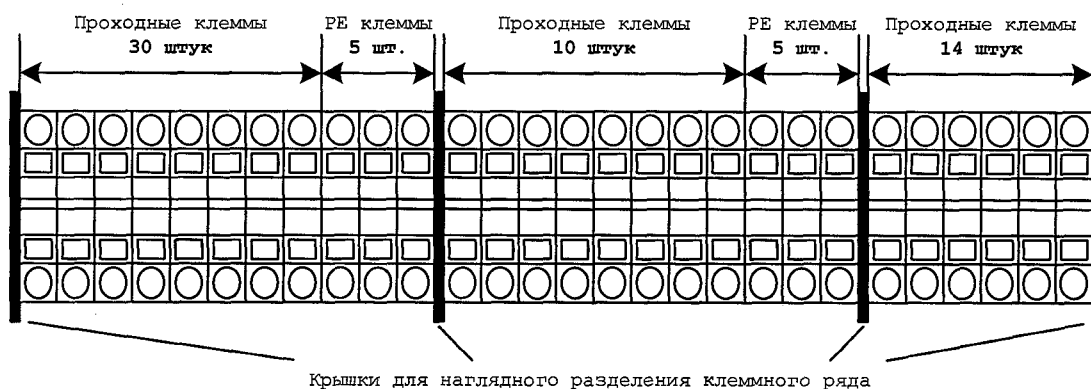 Проходные клеммы
30 штук
PE клеммы
5 шт.
Проходные клеммы
10 штук
PE клеммы
5 шт.
Проходные клеммы
14 штук
Крышки для наглядного разделения клеммного ряда